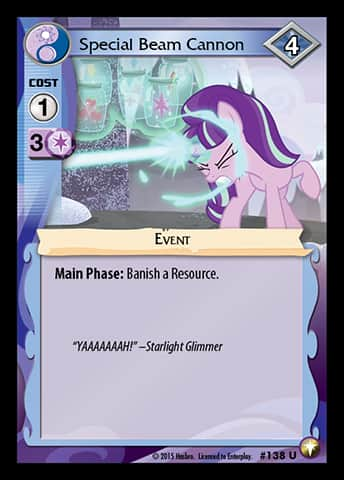 Special Beam Cannon
4
COST
1
3
EVENT
Main Phase: Banish a Resource.
"YAAAAAAAH!" –Starlight Glimmer
© 2015 Hasbro. Licensed to Enterplay. #138 U